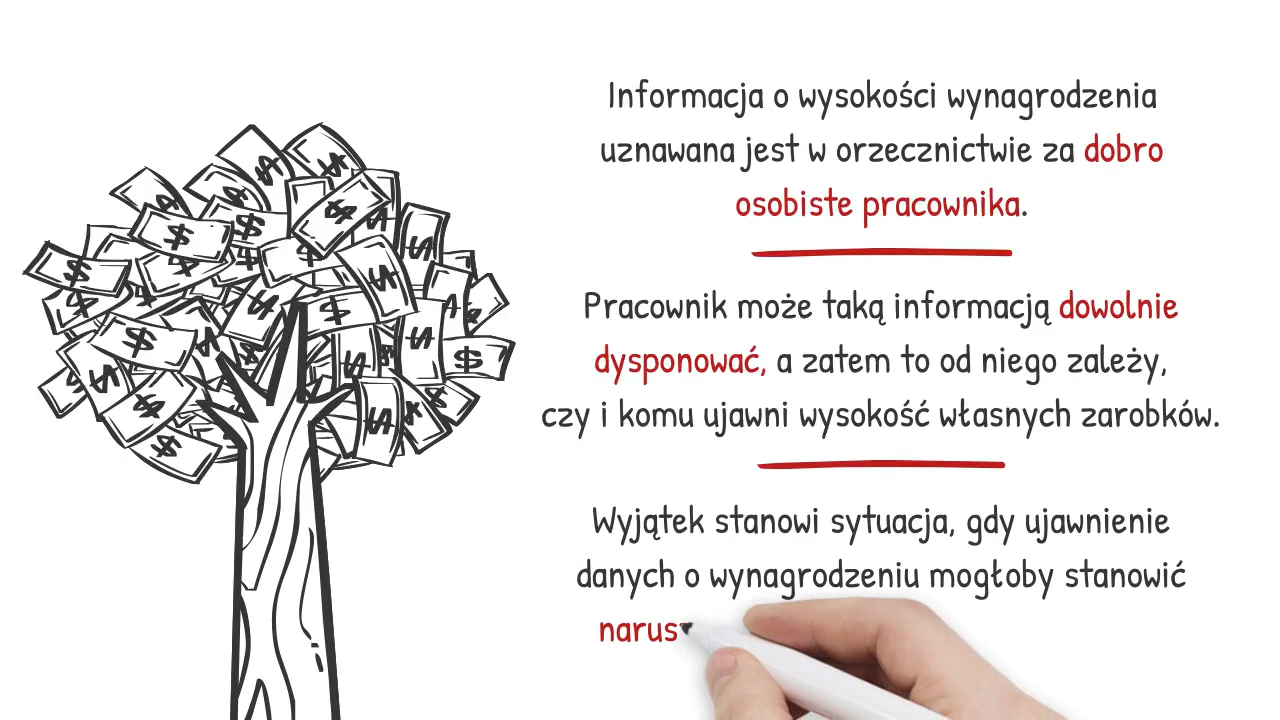 Informacja o wysokości wynagrodzenia
uznawana jest w orzecznictwie za dobro
osobiste pracownika.
Pracownik może taką informacją dowolnie
dysponować, a zatem to od niego zależy,
czy i komu ujawni wysokość własnych zarobków.
Wyjątek stanowi sytuacja, gdy ujawnienie
danych o wynagrodzeniu mogłoby stanowić